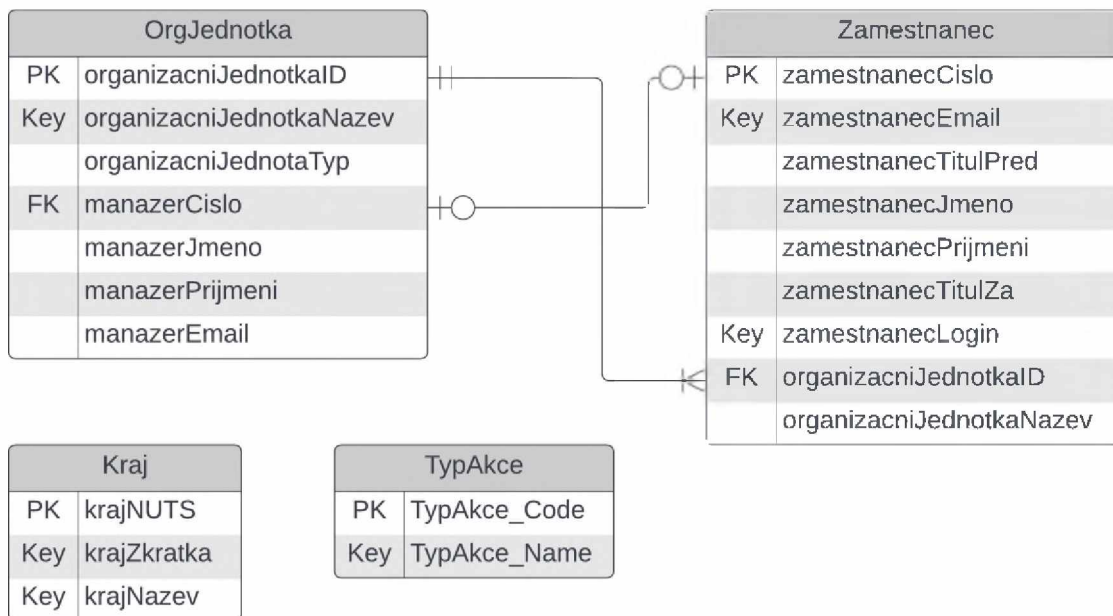 OrgJednotka
PK organizacniJednotkaID
Key organizacniJednotkaNazev
organizacniJednotaTyp
FK manazerCislo
manazerJmeno
manazerPrijmeni
manazerEmail
Zamestnanec
PK zamestnanecCislo
Key zamestnanecEmail
zamestnanecTitulPred
zamestnanecJmeno
zamestnanecPrijmeni
zamestnanecTitulZa
Key zamestnanecLogin
FK organizacniJednotkaID
organizacniJednotkaNazev
Kraj
PK krajNUTS
Key krajZkratka
Key krajNazev
TypAkce
PK TypAkce_Code
Key TypAkce_Name